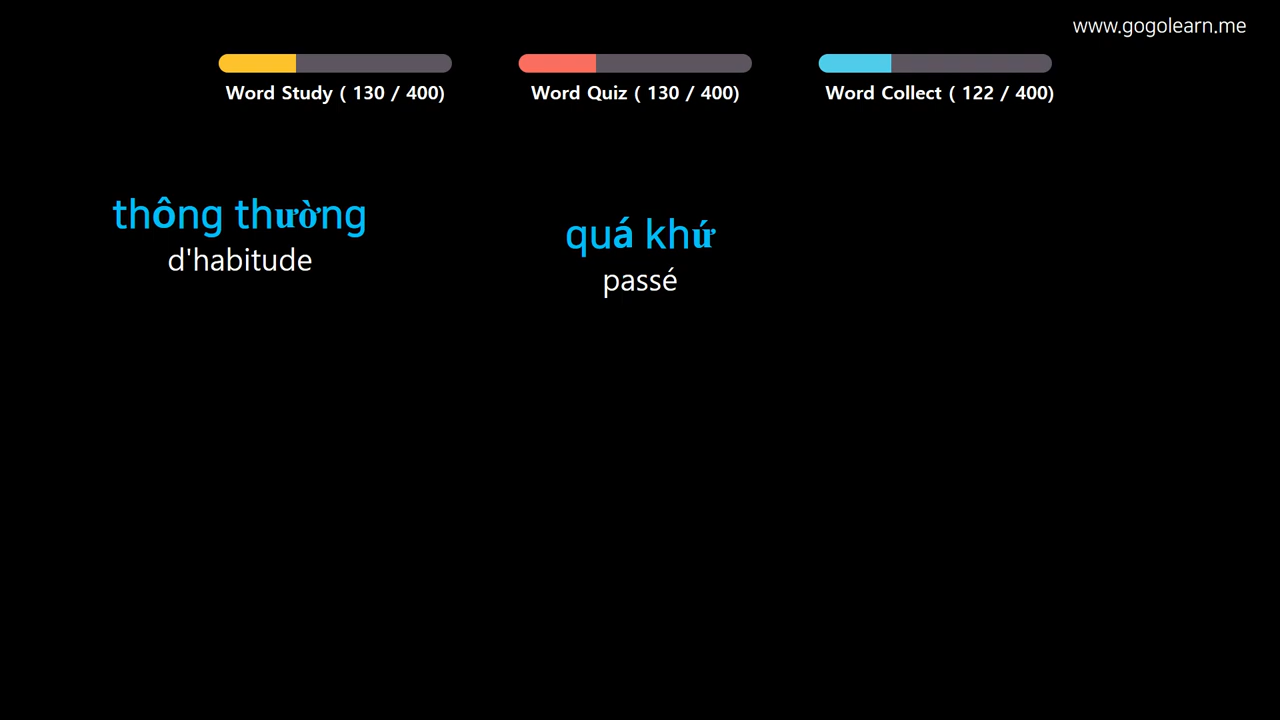 www.gogolearn.me
Word Study ( 130 / 400)
Word Quiz ( 130 / 400)
Word Collect ( 122 / 400)
thông thường
d'habitude
quá khứ
passé